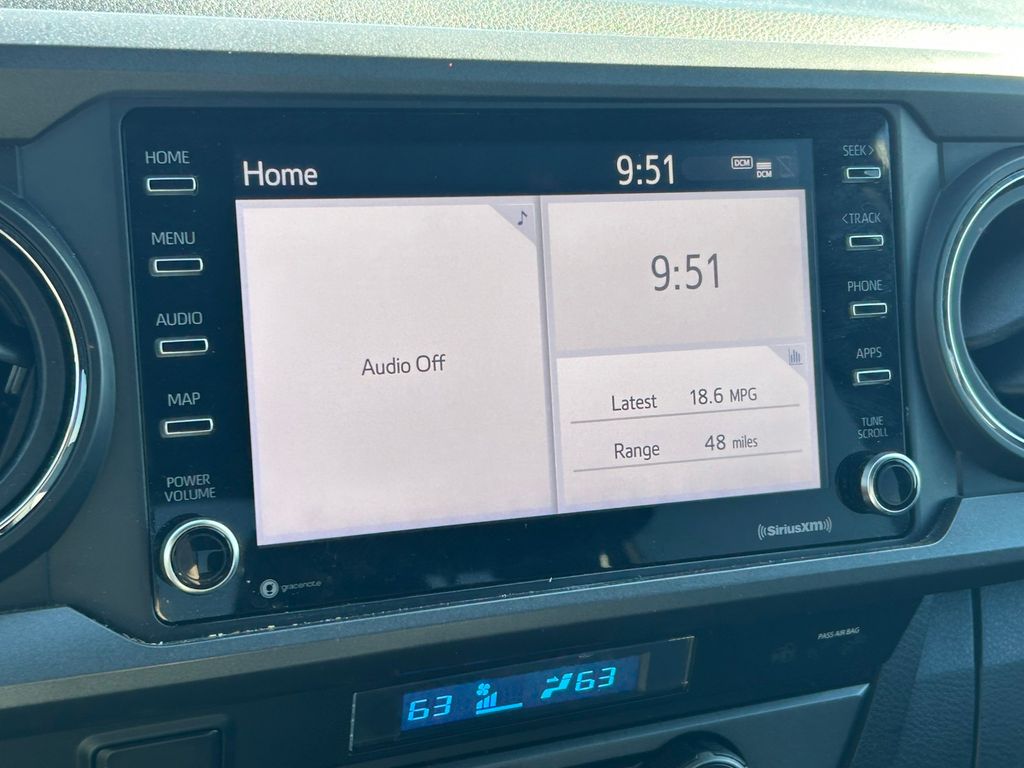 HOME
MENU
AUDIO
MAP
POWER
VOLUME
Home
9:51
DCM
DCM
Audio Off
9:51
Latest 18.6 MPG
Range 48 miles
SEEK>
<TRACK
PHONE
APPS
TUNE
SCROLL
gracenote
((SiriusXM))
PASS AIR BAG
63 63